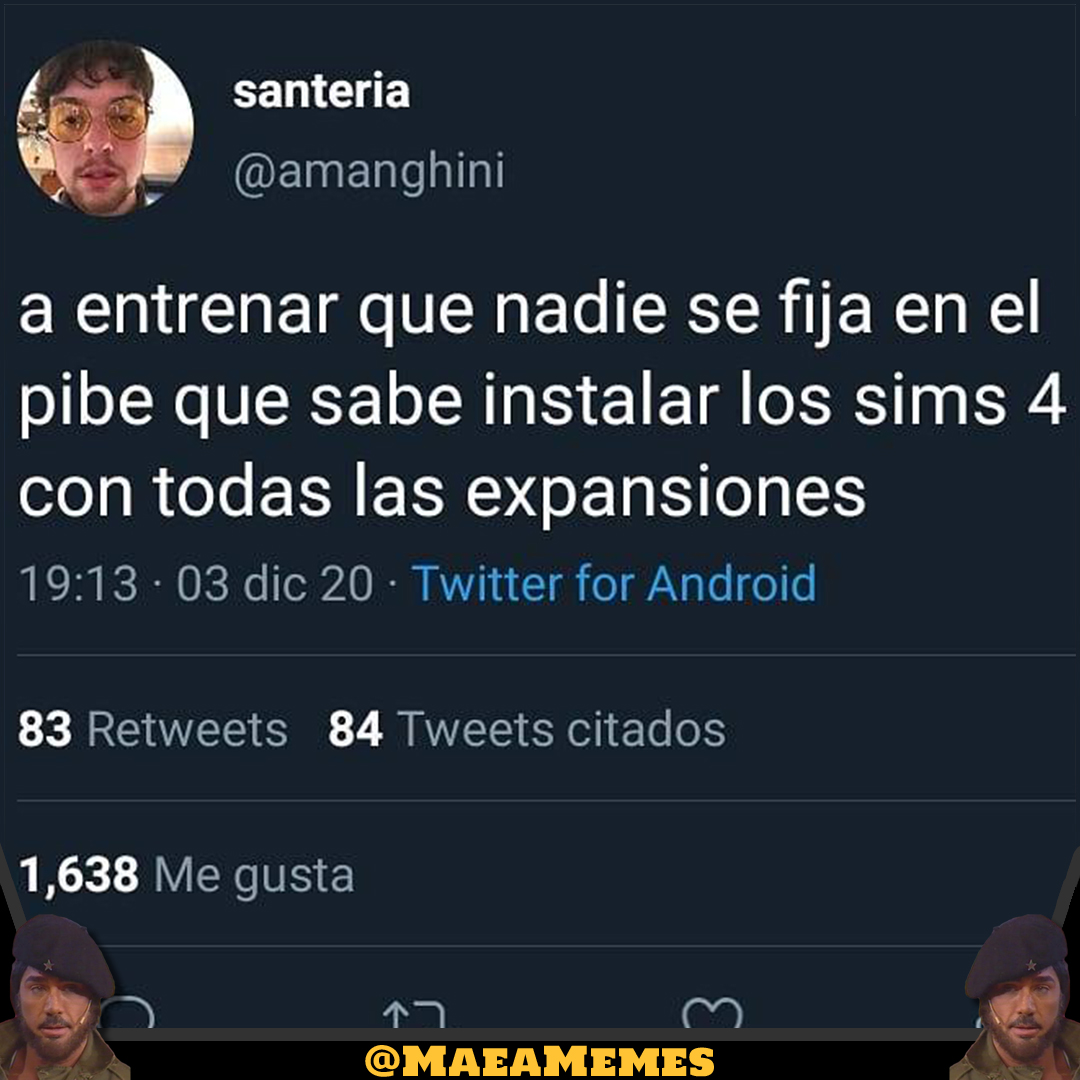 santeria
@amanghini
a entrenar que nadie se fija en el
pibe que sabe instalar los sims 4
con todas las expansiones
19:13 · 03 dic 20 · Twitter for Android
83 Retweets 84 Tweets citados
1,638 Me gusta
@MaeaMemes